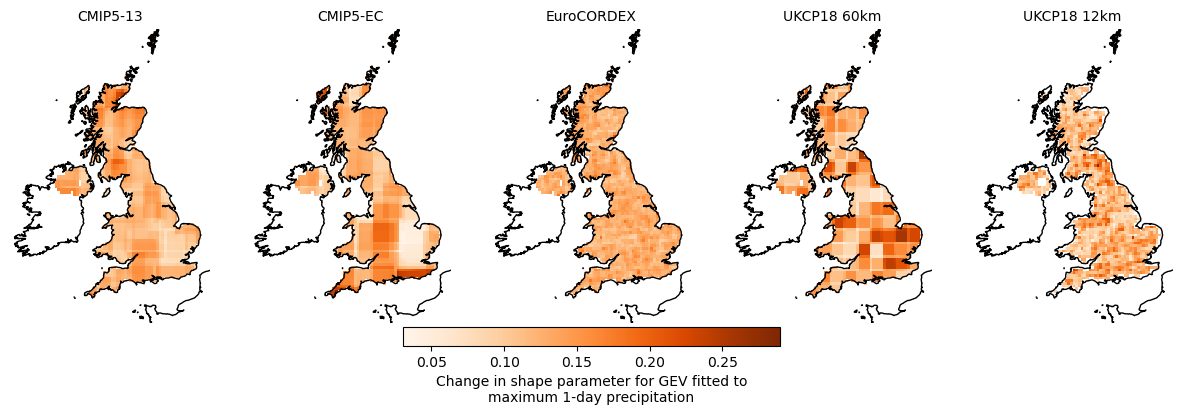 CMIP5-13 CMIP5-EC EuroCORDEX UKCP18 60km UKCP18 12km
0.05 0.10 0.15 0.20 0.25
Change in shape parameter for GEV fitted to
maximum 1-day precipitation